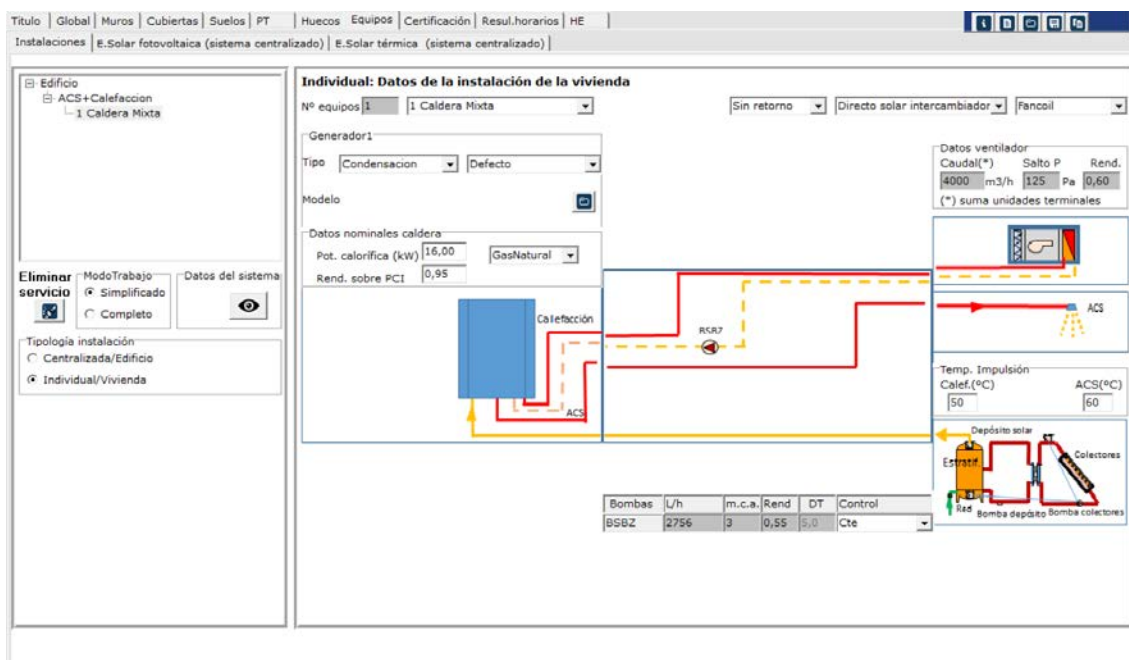 Titulo Global Muros Cubiertas Suelos PT Huecos Equipos Certificación Resul.horarios HE
Instalaciones E.Solar fotovoltaica (sistema centralizado) E.Solar térmica (sistema centralizado)
Edificio
ACS+Calefaccion
1 Caldera Mixta
Eliminar servicio
ModoTrabajo
Simplificado
Completo
Datos del sistema
Tipología instalación
Centralizada/Edificio
Individual/Vivienda
Individual: Datos de la instalación de la vivienda
Nº equipos 1 1 Caldera Mixta Sin retorno Directo solar intercambiador Fancoil
Generador1
Tipo Condensacion Defecto
Modelo
Datos nominales caldera
Pot. calorífica (kW) 16,00 GasNatural
Rend. sobre PCI 0,95
Calefacción
ACS
BSBZ
Datos ventilador
Caudal(*) Salto P Rend.
4000 m3/h 125 Pa 0,60
(*) suma unidades terminales
ACS
Temp. Impulsión
Calef.(ºC) ACS(ºC)
50 60
Depósito solar
ST
Colectores
Estratif.
Red
Bomba depósito Bomba colectores
Bombas L/h m.c.a. Rend DT Control
BSBZ 2756 3 0,55 5,0 Cte